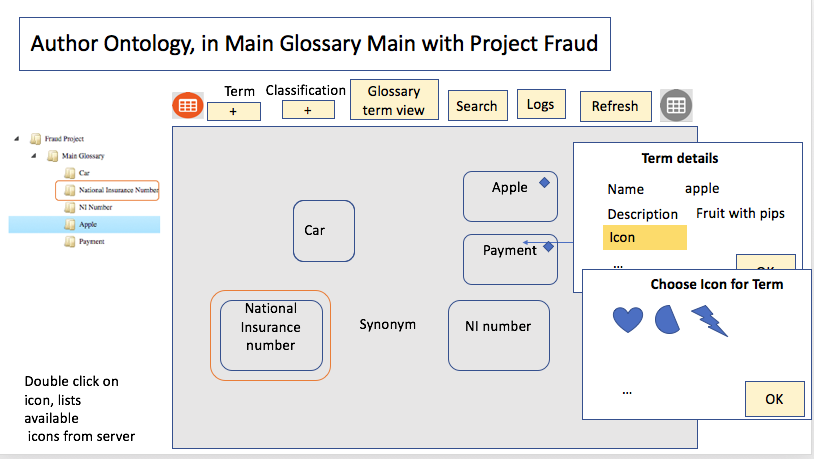 Author Ontology, in Main Glossary Main with Project Fraud
Term
+
Classification
+
Glossary
term view
Search
Logs
Refresh
Fraud Project
Main Glossary
Car
National Insurance Number
NI Number
Apple
Payment
Car
Apple
Payment
National
Insurance
number
Synonym
NI number
Term details
Name apple
Description Fruit with pips
Icon
...
OK
Choose Icon for Term
...
OK
Double click on
icon, lists
available
icons from server